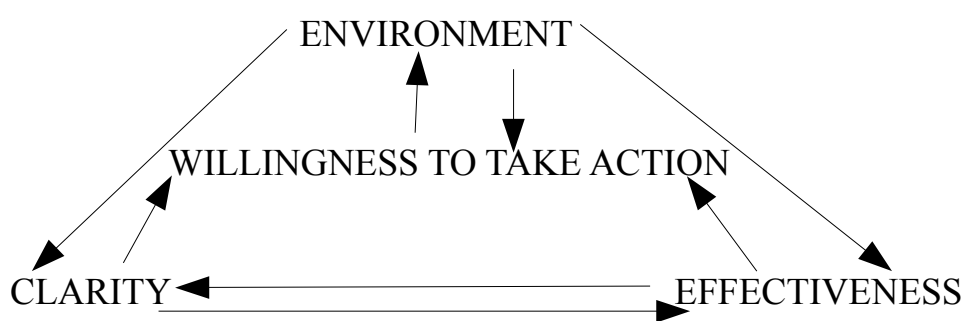 ENVIRONMENT
WILLINGNESS TO TAKE ACTION
CLARITY EFFECTIVENESS